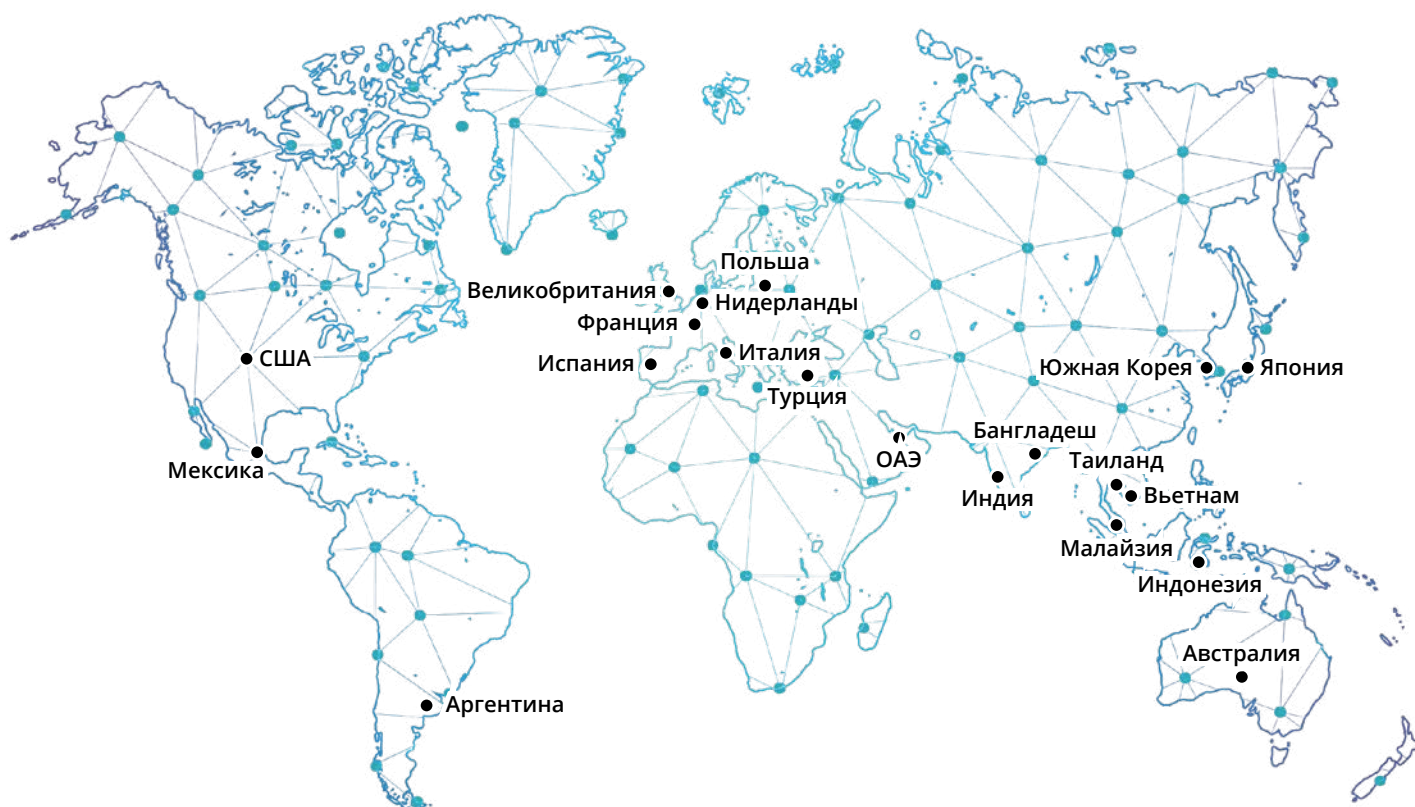 Польша
Великобритания
Нидерланды
Франция
Италия
США
Испания
Южная Корея
Япония
Турция
Бангладеш
ОАЭ
Таиланд
Мексика
Индия
Вьетнам
Малайзия
Индонезия
Австралия
Аргентина